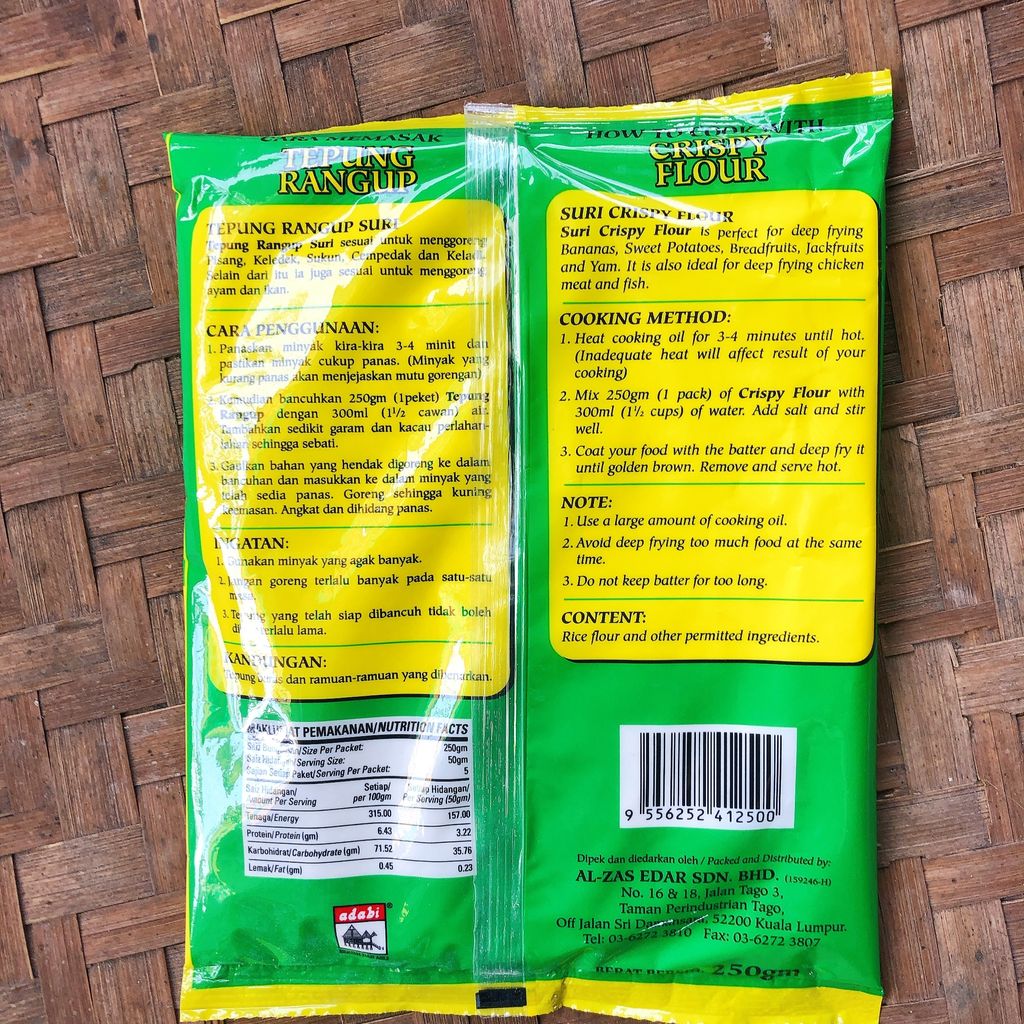 CARA MEMASAK
TEPUNG
RANGUP
TEPUNG RANGUP SURI
Tepung Rangup Suri sesuai untuk menggoreng
Pisang, Keledek, Sukun, Cempedak dan Keladi.
Selain dari itu ia juga sesuai untuk menggoreng
ayam dan ikan.
CARA PENGGUNAAN:
1. Panaskan minyak kira-kira 3-4 minit dan
pastikan minyak cukup panas. (Minyak yang
kurang panas akan menjejaskan mutu gorengan)
2. Kemudian bancuhkan 250gm (1peket) Tepung
Rangup dengan 300ml (1½ cawan) air.
Tambahkan sedikit garam dan kacau perlahan-
lahan sehingga sebati.
3. Gaulkan bahan yang hendak digoreng ke dalam
bancuhan dan masukkan ke dalam minyak yang
telah sedia panas. Goreng sehingga kuning
keemasan. Angkat dan dihidang panas.
INGATAN:
1. Gunakan minyak yang agak banyak.
2. Jangan goreng terlalu banyak pada satu-satu
masa.
3. Tepung yang telah siap dibancuh tidak boleh
terlalu lama.
KANDUNGAN:
Tepung beras dan ramuan-ramuan yang dibenarkan.
MAKLUMAT PEMAKANAN/NUTRITION FACTS
Saiz /Size Per Packet: 250gm
Saiz Hidangan/Serving Size: 50gm
Sajian Setiap Paket/Serving Per Packet: 5
Saiz Hidangan/ Setiap/ Setiap Hidangan/
Amount Per Serving per 100gm Per Serving (50gm)
Tenaga/Energy 315.00 157.00
Protein/Protein (gm) 6.43 3.22
Karbohidrat/Carbohydrate (gm) 71.52 35.76
Lemak/Fat (gm) 0.45 0.23
adabi ®
HOW TO COOK WITH
CRISPY
FLOUR
SURI CRISPY FLOUR
Suri Crispy Flour is perfect for deep frying
Bananas, Sweet Potatoes, Breadfruits, Jackfruits
and Yam. It is also ideal for deep frying chicken
meat and fish.
COOKING METHOD:
1. Heat cooking oil for 3-4 minutes until hot.
(Inadequate heat will affect result of your
cooking)
2. Mix 250gm (1 pack) of Crispy Flour with
300ml (1½ cups) of water. Add salt and stir
well.
3. Coat your food with the batter and deep fry it
until golden brown. Remove and serve hot.
NOTE:
1. Use a large amount of cooking oil.
2. Avoid deep frying too much food at the same
time.
3. Do not keep batter for too long.
CONTENT:
Rice flour and other permitted ingredients.
9 556252 412500
Dipek dan diedarkan oleh / Packed and Distributed by:
AL-ZAS EDAR SDN. BHD. (159246-H)
No. 16 & 18, Jalan Tago 3,
Taman Perindustrian Tago,
Off Jalan Sri Damansara, 52200 Kuala Lumpur.
Tel: 03-6272 3810 Fax: 03-6272 3807
BERAT BERSIH: 250gm